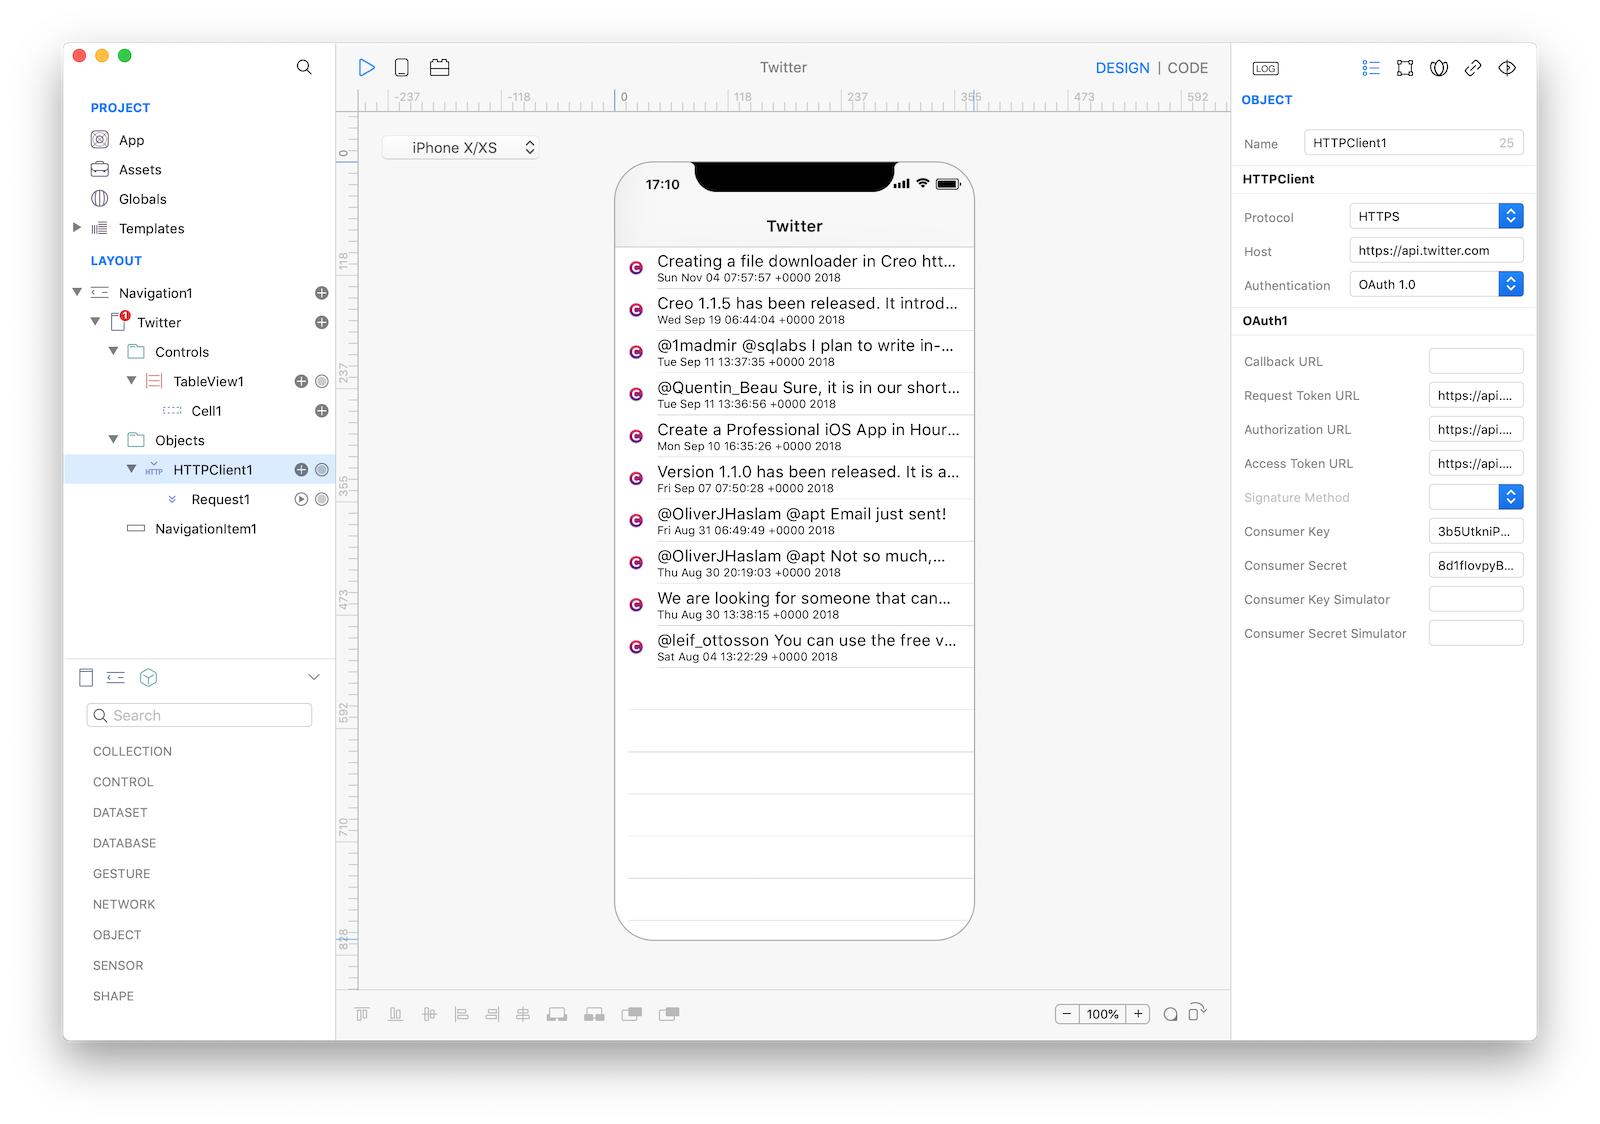 Twitter
DESIGN | CODE
LOG
PROJECT
App
Assets
Globals
Templates
LAYOUT
Navigation1
1
Twitter
Controls
TableView1
Cell1
Objects
HTTP
HTTPClient1
Request1
NavigationItem1
Search
COLLECTION
CONTROL
DATASET
DATABASE
GESTURE
NETWORK
OBJECT
SENSOR
SHAPE
-237 -118 0 118 237 355 473 592
0
118
237
355
473
592
710
828
iPhone X/XS
17:10
Twitter
Creating a file downloader in Creo htt...
Sun Nov 04 07:57:57 +0000 2018
Creo 1.1.5 has been released. It introd...
Wed Sep 19 06:44:04 +0000 2018
@1madmir @sqlabs I plan to write in-...
Tue Sep 11 13:37:35 +0000 2018
@Quentin_Beau Sure, it is in our short...
Tue Sep 11 13:36:56 +0000 2018
Create a Professional iOS App in Hour...
Mon Sep 10 16:35:26 +0000 2018
Version 1.1.0 has been released. It is a...
Fri Sep 07 07:50:28 +0000 2018
@OliverJHaslam @apt Email just sent!
Fri Aug 31 06:49:49 +0000 2018
@OliverJHaslam @apt Not so much,...
Thu Aug 30 20:19:03 +0000 2018
We are looking for someone that can...
Thu Aug 30 13:38:15 +0000 2018
@leif_ottosson You can use the free v...
Sat Aug 04 13:22:29 +0000 2018
− 100% +
OBJECT
Name HTTPClient1 25
HTTPClient
Protocol HTTPS
Host https://api.twitter.com
Authentication OAuth 1.0
OAuth1
Callback URL
Request Token URL https://api....
Authorization URL https://api....
Access Token URL https://api....
Signature Method
Consumer Key 3b5UtkniP...
Consumer Secret 8d1flovpyB...
Consumer Key Simulator
Consumer Secret Simulator